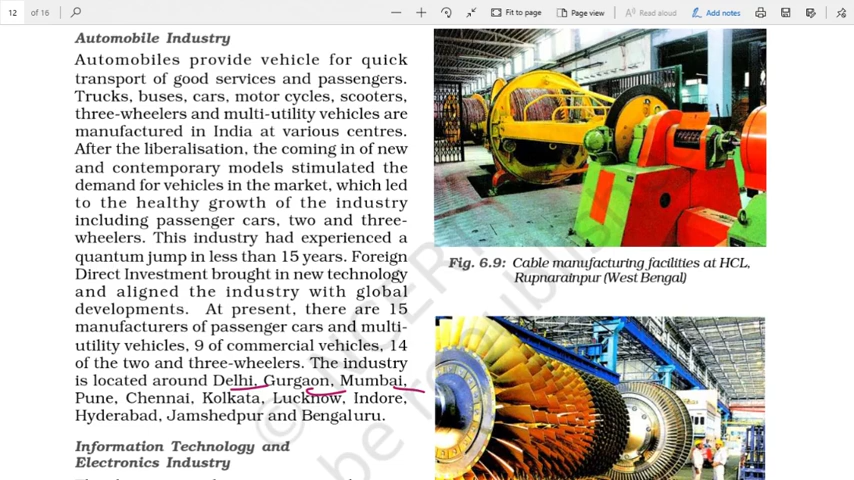 12
of 16
Fit to page
Page view
Read aloud
Add notes
Automobile Industry
Automobiles provide vehicle for quick
transport of good services and passengers.
Trucks, buses, cars, motor cycles, scooters,
three-wheelers and multi-utility vehicles are
manufactured in India at various centres.
After the liberalisation, the coming in of new
and contemporary models stimulated the
demand for vehicles in the market, which led
to the healthy growth of the industry
including passenger cars, two and three-
wheelers. This industry had experienced a
quantum jump in less than 15 years. Foreign
Direct Investment brought in new technology
and aligned the industry with global
developments. At present, there are 15
manufacturers of passenger cars and multi-
utility vehicles, 9 of commercial vehicles, 14
of the two and three-wheelers. The industry
is located around Delhi, Gurgaon, Mumbai,
Pune, Chennai, Kolkata, Lucknow, Indore,
Hyderabad, Jamshedpur and Bengaluru.
Information Technology and
Electronics Industry
Fig. 6.9: Cable manufacturing facilities at HCL,
Rupnarainpur (West Bengal)
© NCERT
be republis